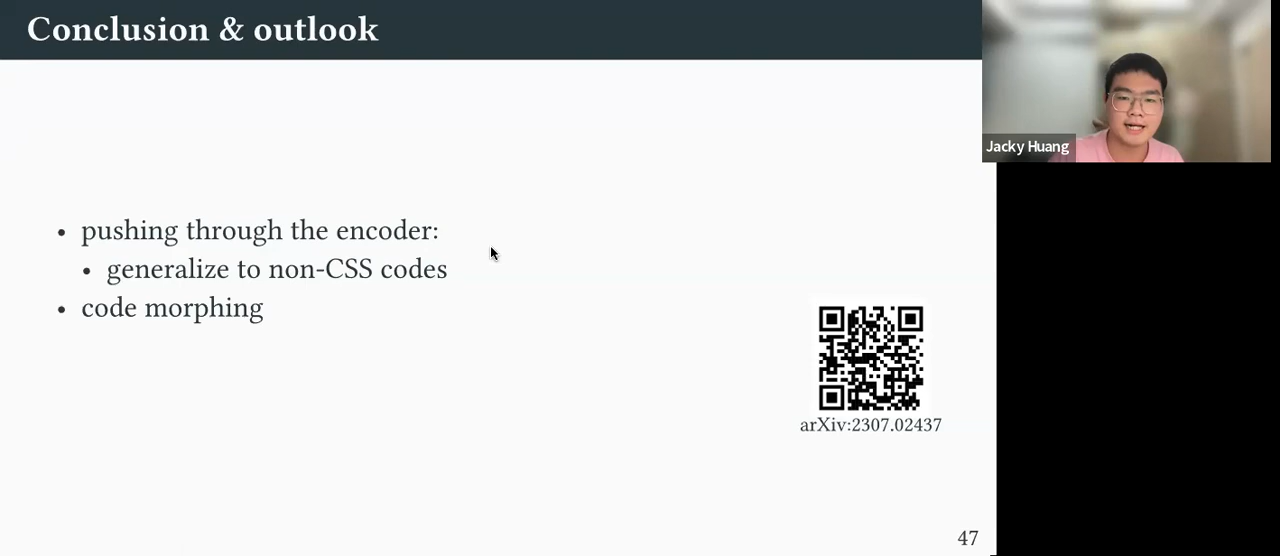 Conclusion & outlook
Jacky Huang
• pushing through the encoder:
• generalize to non-CSS codes
• code morphing
arXiv:2307.02437
47